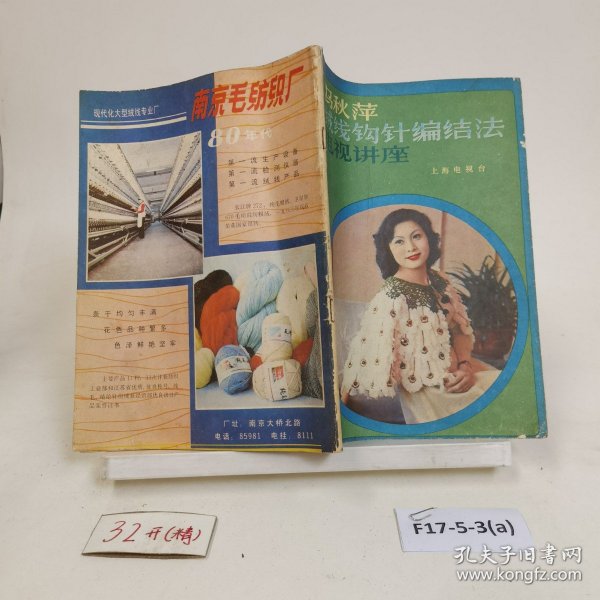 现代化大型绒线专业厂
南京毛纺织厂
80年代
第一流生产设备
第一流检测仪器
第一流绒线产品
条干均匀丰满
花色品种繁多
色泽鲜艳坚牢
厂址：南京大桥北路
电话：85981 电挂：8111
秋萍
线钩针编结法
视讲座
上海电视台
32开(精)
F17-5-3(a)
孔夫子旧书网
www.kongfz.com